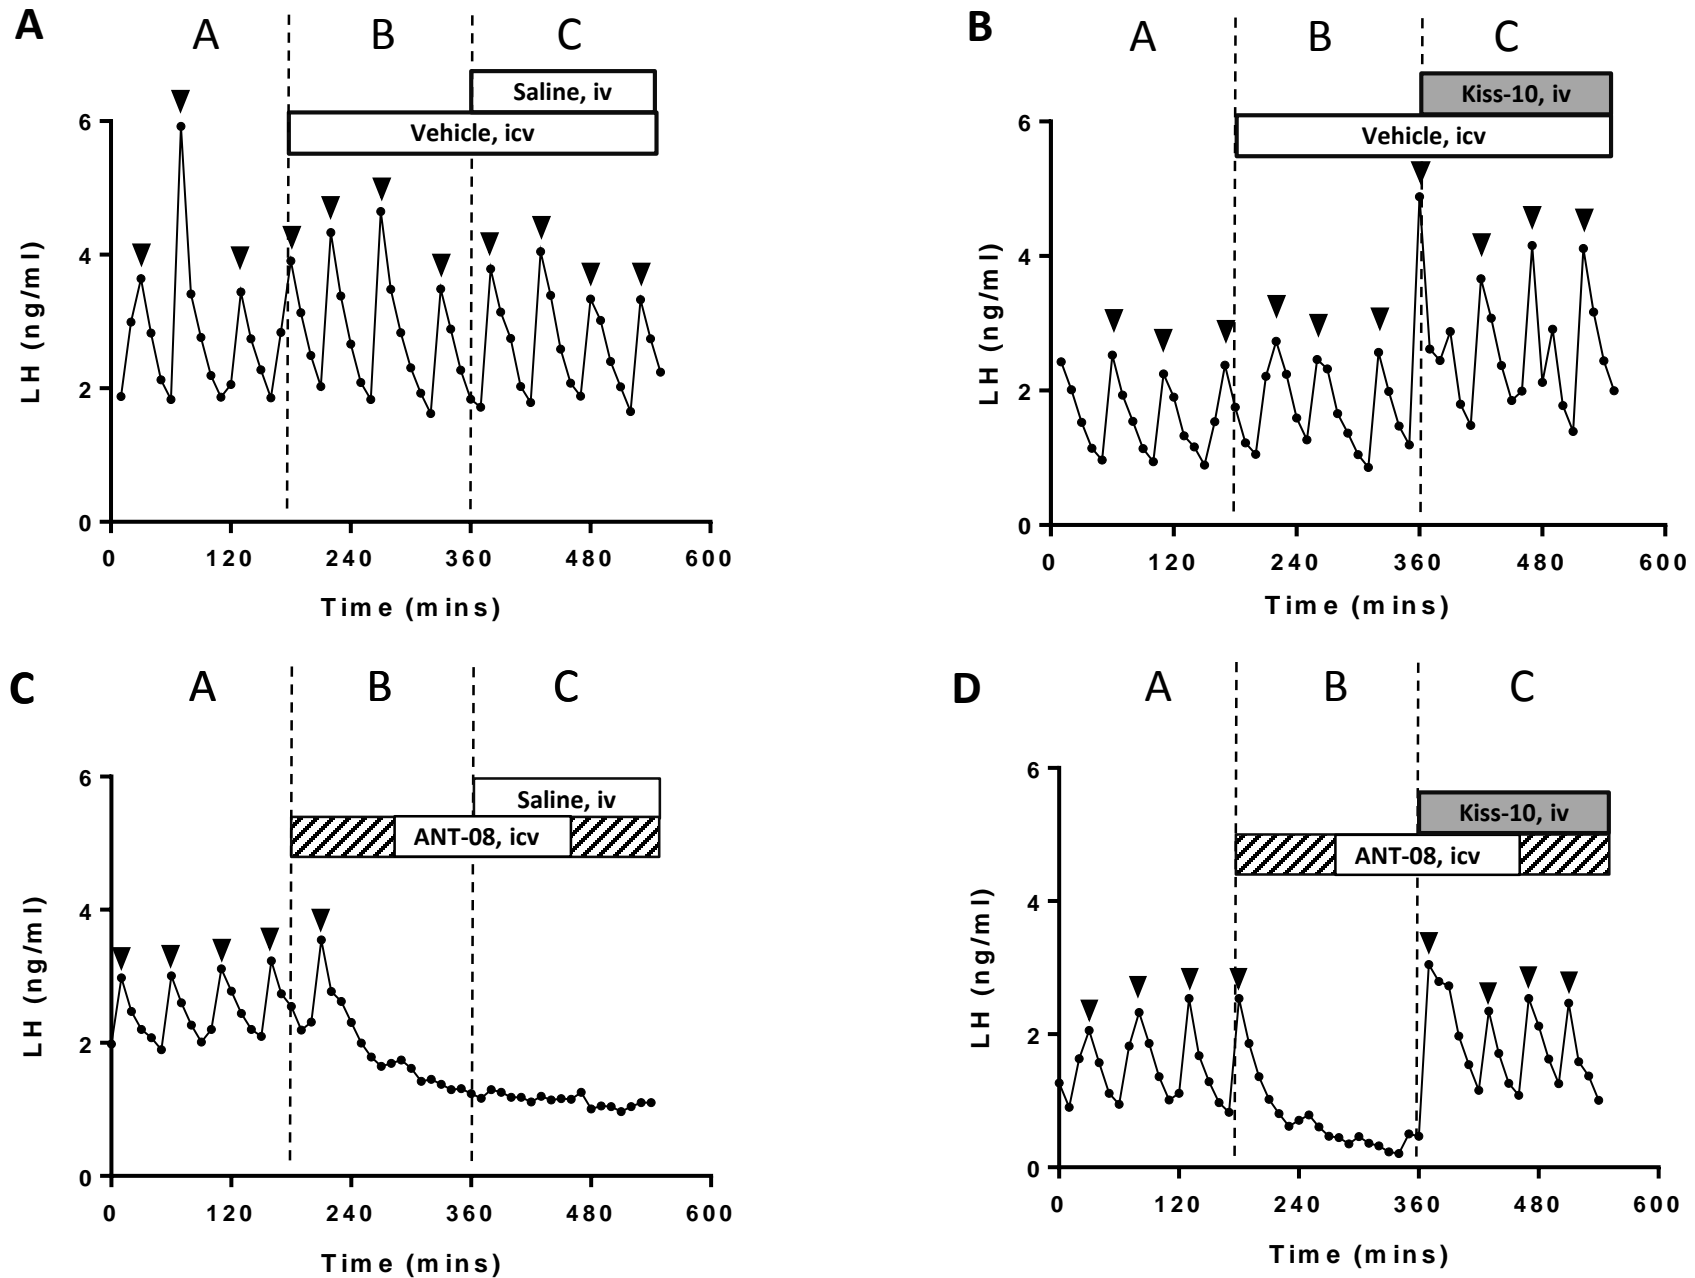 A
A B C
Saline, iv
Vehicle, icv
6
4
2
0
LH (ng/ml)
0 120 240 360 480 600
Time (mins)
B
A B C
Kiss-10, iv
Vehicle, icv
6
4
2
0
LH (ng/ml)
0 120 240 360 480 600
Time (mins)
C
A B C
Saline, iv
ANT-08, icv
6
4
2
0
LH (ng/ml)
0 120 240 360 480 600
Time (mins)
D
A B C
Kiss-10, iv
ANT-08, icv
6
4
2
0
LH (ng/ml)
0 120 240 360 480 600
Time (mins)